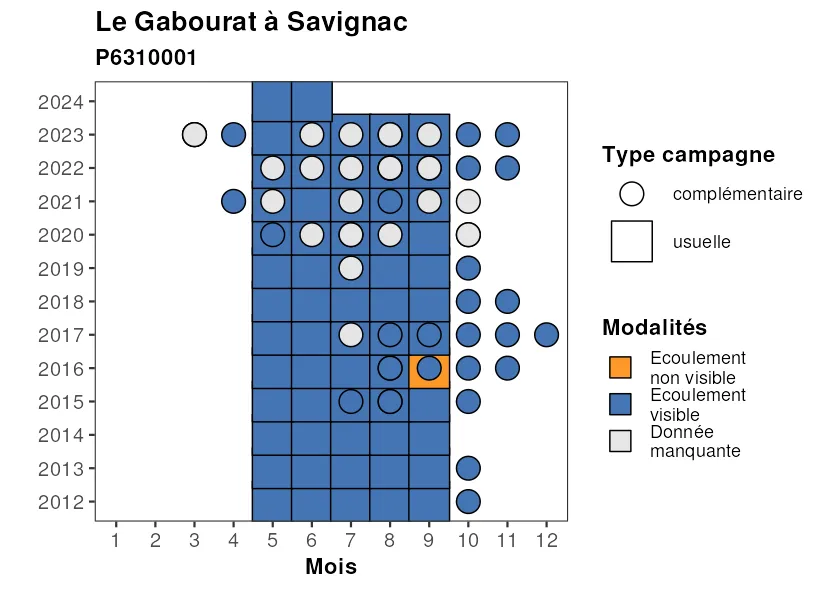 Le Gabourat à Savignac
P6310001
2024
2023
2022
2021
2020
2019
2018
2017
2016
2015
2014
2013
2012
1 2 3 4 5 6 7 8 9 10 11 12
Mois
Type campagne
complémentaire
usuelle
Modalités
Ecoulement
non visible
Ecoulement
visible
Donnée
manquante